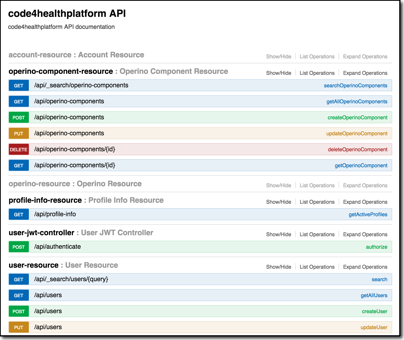 code4healthplatform API
code4healthplatform API documentation
account-resource : Account Resource Show/Hide List Operations Expand Operations
operino-component-resource : Operino Component Resource Show/Hide List Operations Expand Operations
GET /api/_search/operino-components searchOperinoComponents
GET /api/operino-components getAllOperinoComponents
POST /api/operino-components createOperinoComponent
PUT /api/operino-components updateOperinoComponent
DELETE /api/operino-components/{id} deleteOperinoComponent
GET /api/operino-components/{id} getOperinoComponent
operino-resource : Operino Resource Show/Hide List Operations Expand Operations
profile-info-resource : Profile Info Resource Show/Hide List Operations Expand Operations
GET /api/profile-info getActiveProfiles
user-jwt-controller : User JWT Controller Show/Hide List Operations Expand Operations
POST /api/authenticate authorize
user-resource : User Resource Show/Hide List Operations Expand Operations
GET /api/_search/users/{query} search
GET /api/users getAllUsers
POST /api/users createUser
PUT /api/users updateUser